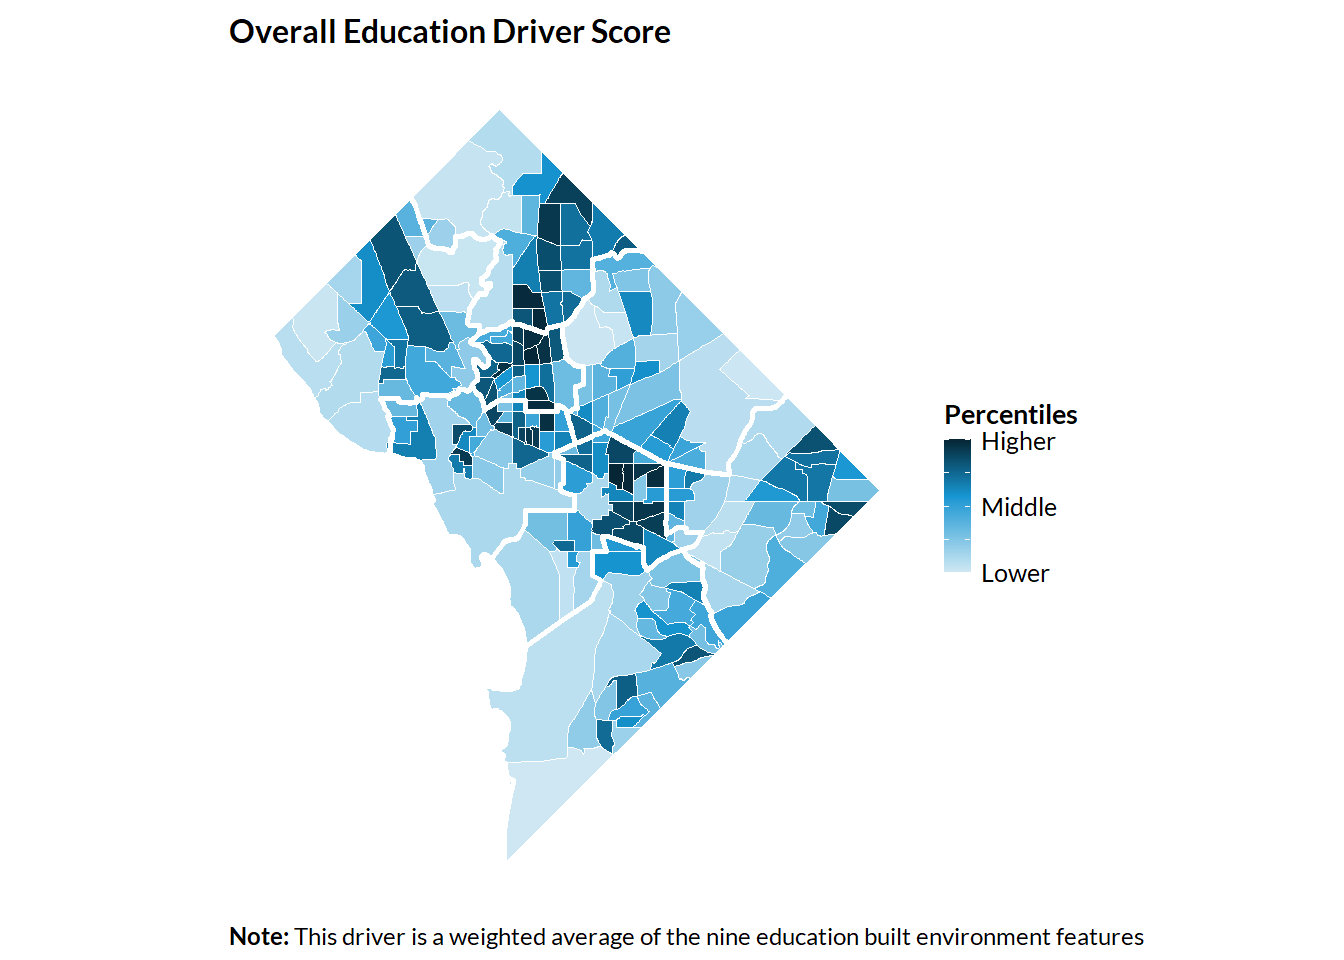 Overall Education Driver Score
Percentiles
Higher
Middle
Lower
Note: This driver is a weighted average of the nine education built environment features